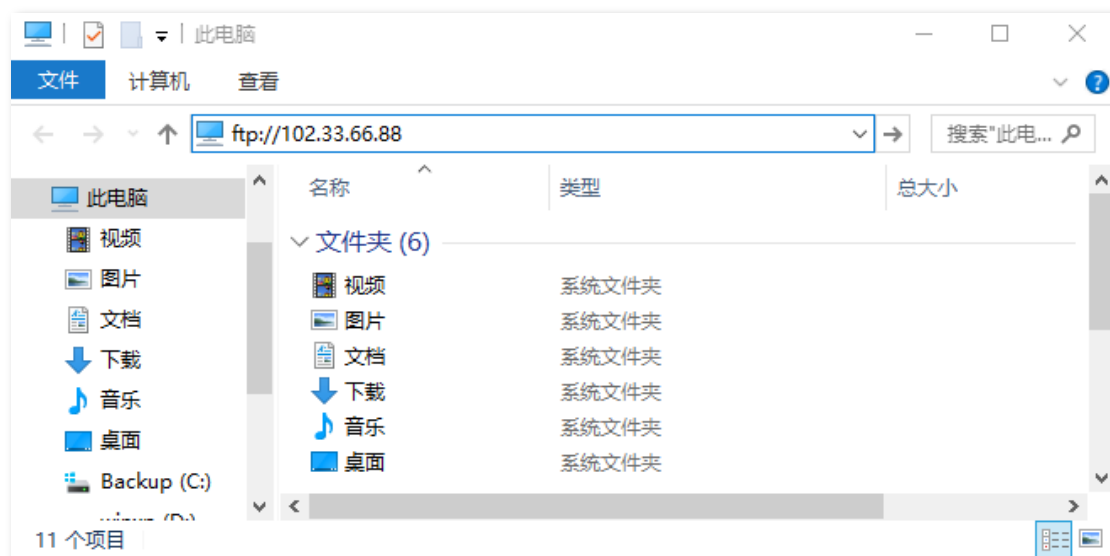 此电脑
文件 计算机 查看
ftp://102.33.66.88 搜索"此电...
此电脑
视频
图片
文档
下载
音乐
桌面
Backup (C:)
名称 类型 总大小
文件夹 (6)
视频 系统文件夹
图片 系统文件夹
文档 系统文件夹
下载 系统文件夹
音乐 系统文件夹
桌面 系统文件夹
11 个项目